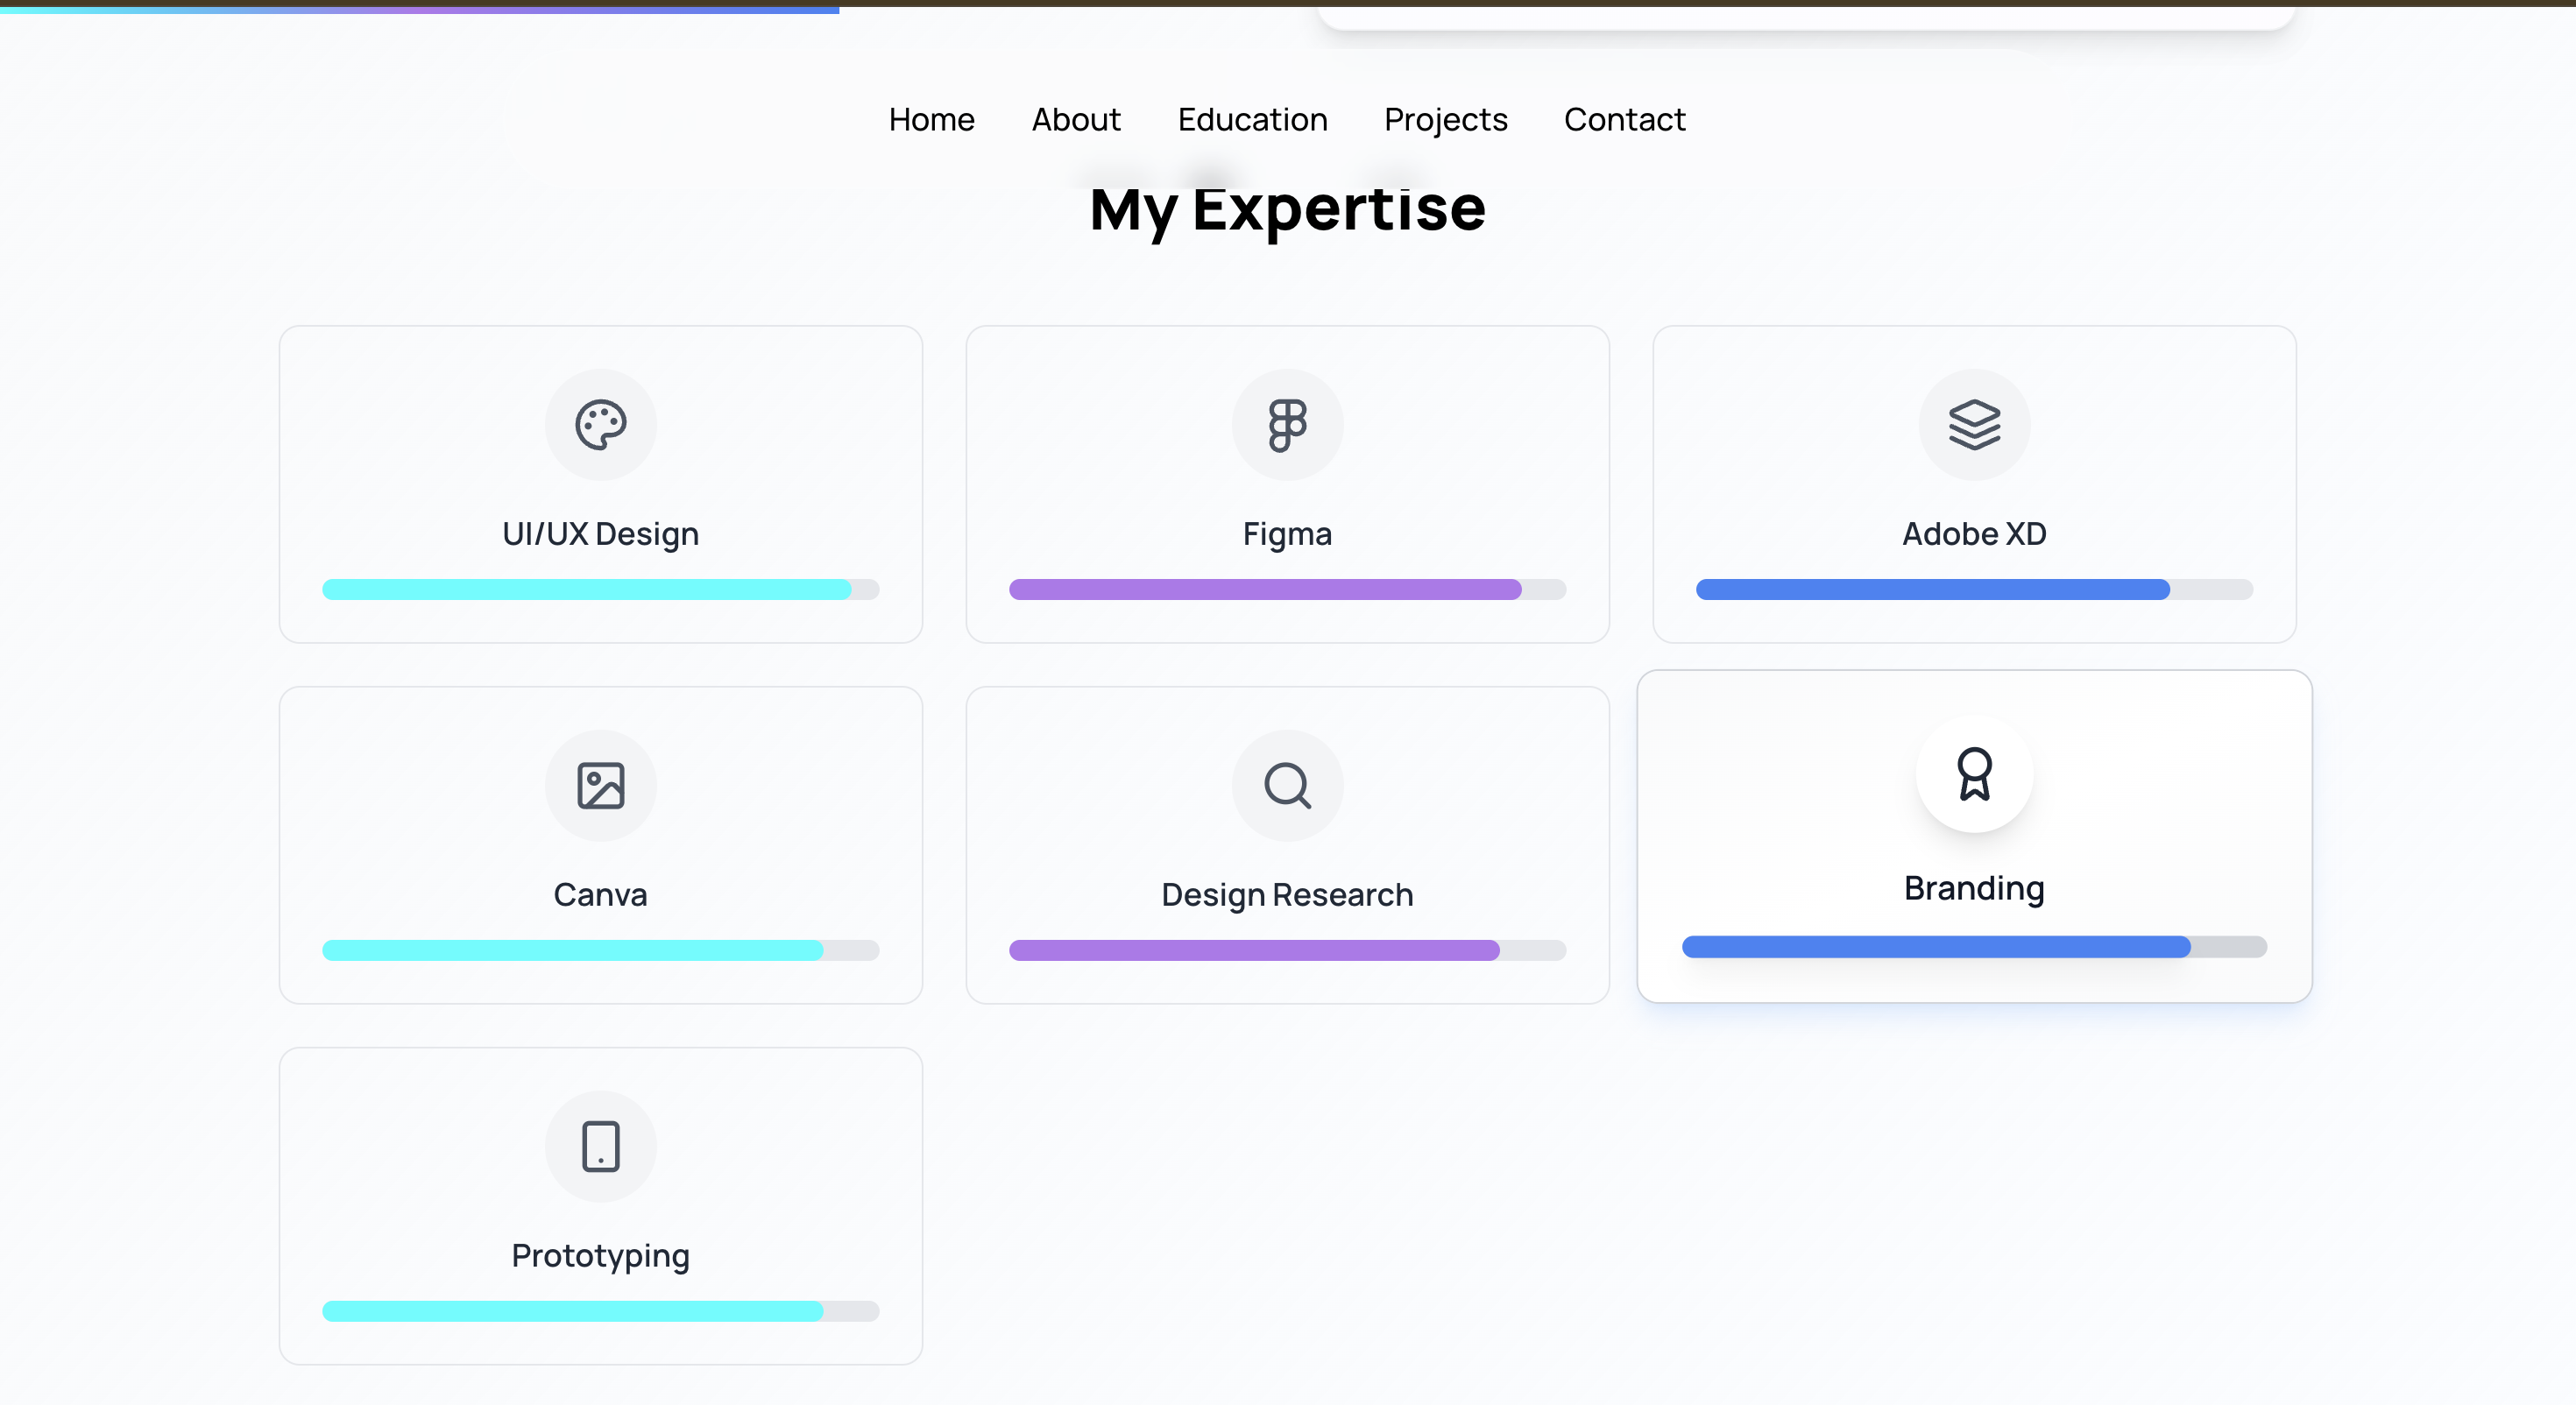 Home About Education Projects Contact
My Expertise
UI/UX Design
Figma
Adobe XD
Canva
Design Research
Branding
Prototyping